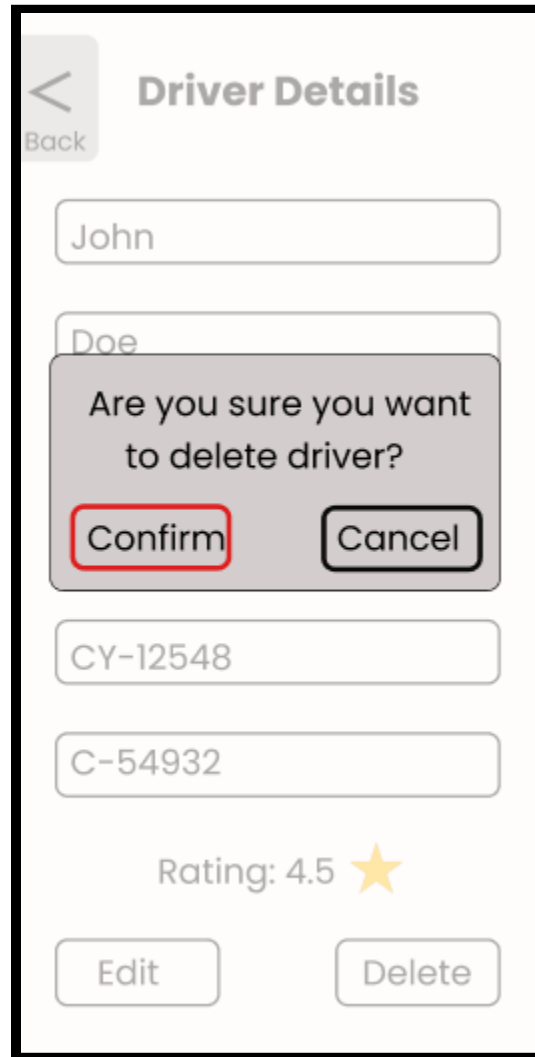 <
Driver Details
Back
John
Doe
Are you sure you want
to delete driver?
Confirm
Cancel
CY-12548
C-54932
Rating: 4.5
Edit
Delete